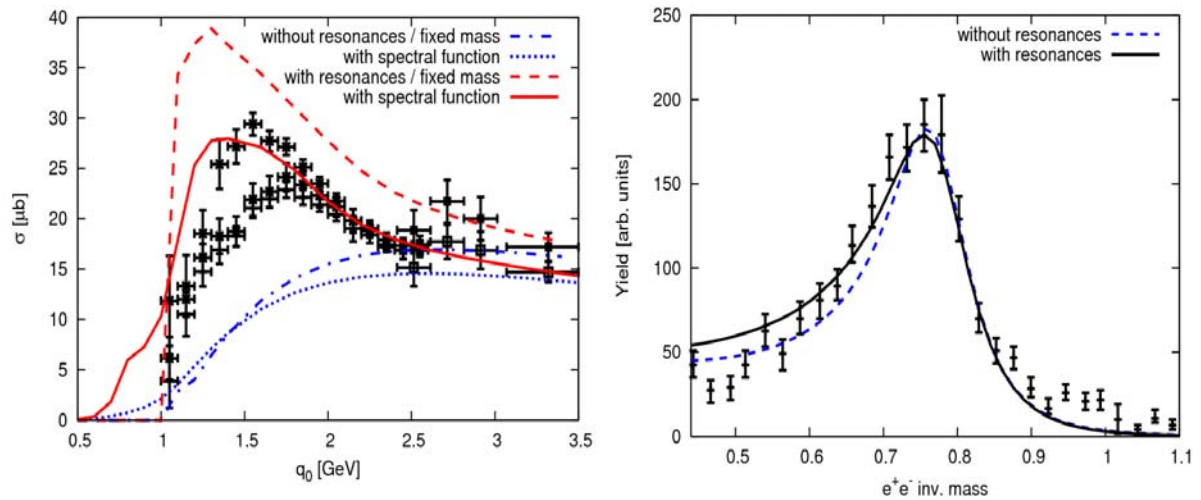 without resonances / fixed mass
with spectral function
with resonances / fixed mass
with spectral function
σ [μb]
40
35
30
25
20
15
10
5
0
0.5 1 1.5 2 2.5 3 3.5
q₀ [GeV]
without resonances
with resonances
Yield [arb. units]
250
200
150
100
50
0
0.5 0.6 0.7 0.8 0.9 1 1.1
e⁺e⁻ inv. mass